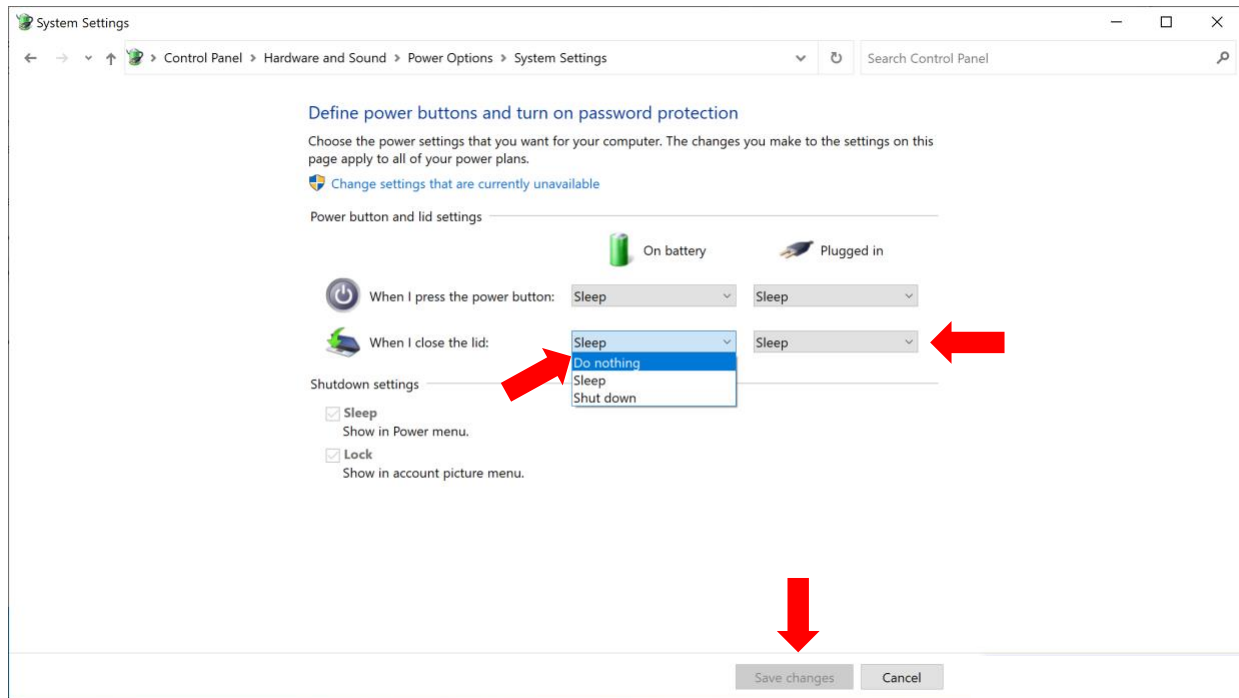 System Settings
Control Panel > Hardware and Sound > Power Options > System Settings
Search Control Panel
Define power buttons and turn on password protection
Choose the power settings that you want for your computer. The changes you make to the settings on this
page apply to all of your power plans.
Change settings that are currently unavailable
Power button and lid settings
On battery
Plugged in
When I press the power button: Sleep Sleep
When I close the lid: Sleep Sleep
Do nothing
Sleep
Shut down
Shutdown settings
Sleep
Show in Power menu.
Lock
Show in account picture menu.
Save changes
Cancel